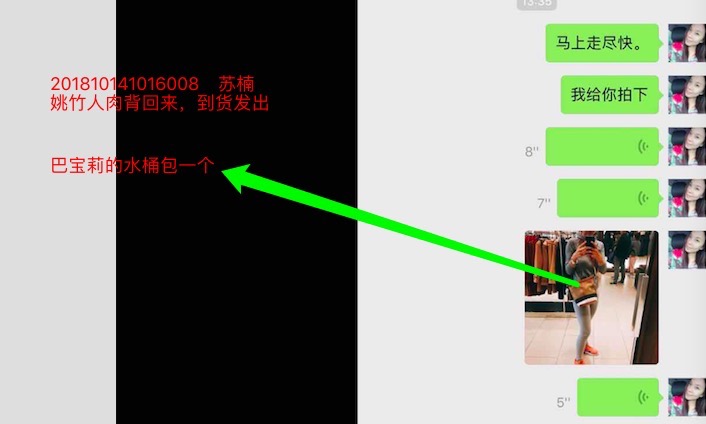 13:35
马上走尽快。
我给你拍下
8''
7''
5''
201810141016008 苏楠
姚竹人肉背回来，到货发出
巴宝莉的水桶包一个